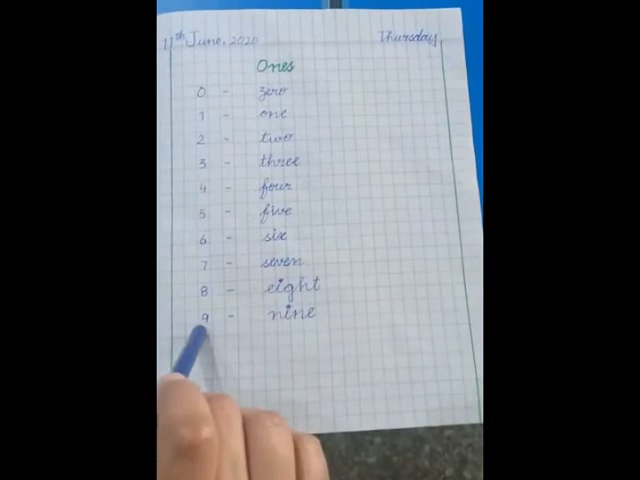 11th June, 2020 Thursday
Ones
0 - zero
1 - one
2 - two
3 - three
4 - four
5 - five
6 - six
7 - seven
8 - eight
9 - nine